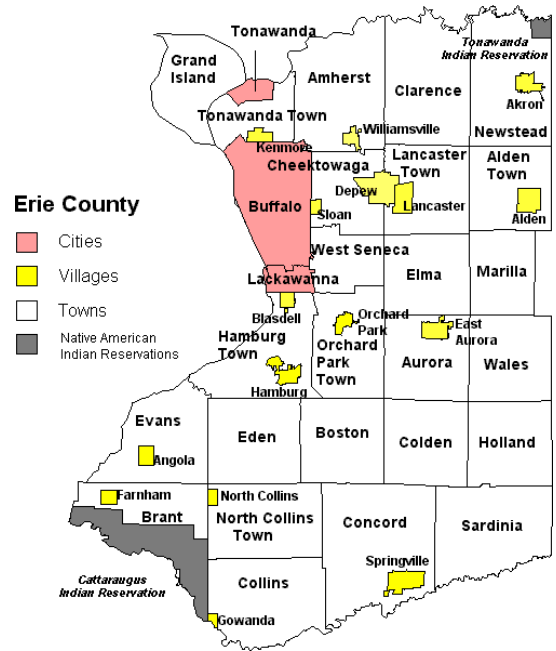 Tonawanda
Grand
Island
Tonawanda
Indian Reservation
Amherst
Clarence
Akron
Tonawanda Town
Williamsville
Newstead
Kenmore
Cheektowaga
Lancaster
Town
Alden
Town
Depew
Erie County
Buffalo
Sloan
Lancaster
Alden
Cities
West Seneca
Villages
Lackawanna
Elma
Marilla
Towns
Blasdell
Orchard
Park
East
Aurora
Native American
Indian Reservations
Hamburg
Town
Orchard
Park
Town
Aurora
Wales
Hamburg
Evans
Eden
Boston
Colden
Holland
Angola
Farnham
North Collins
Brant
North Collins
Town
Concord
Sardinia
Springville
Cattaraugus
Indian Reservation
Collins
Gowanda